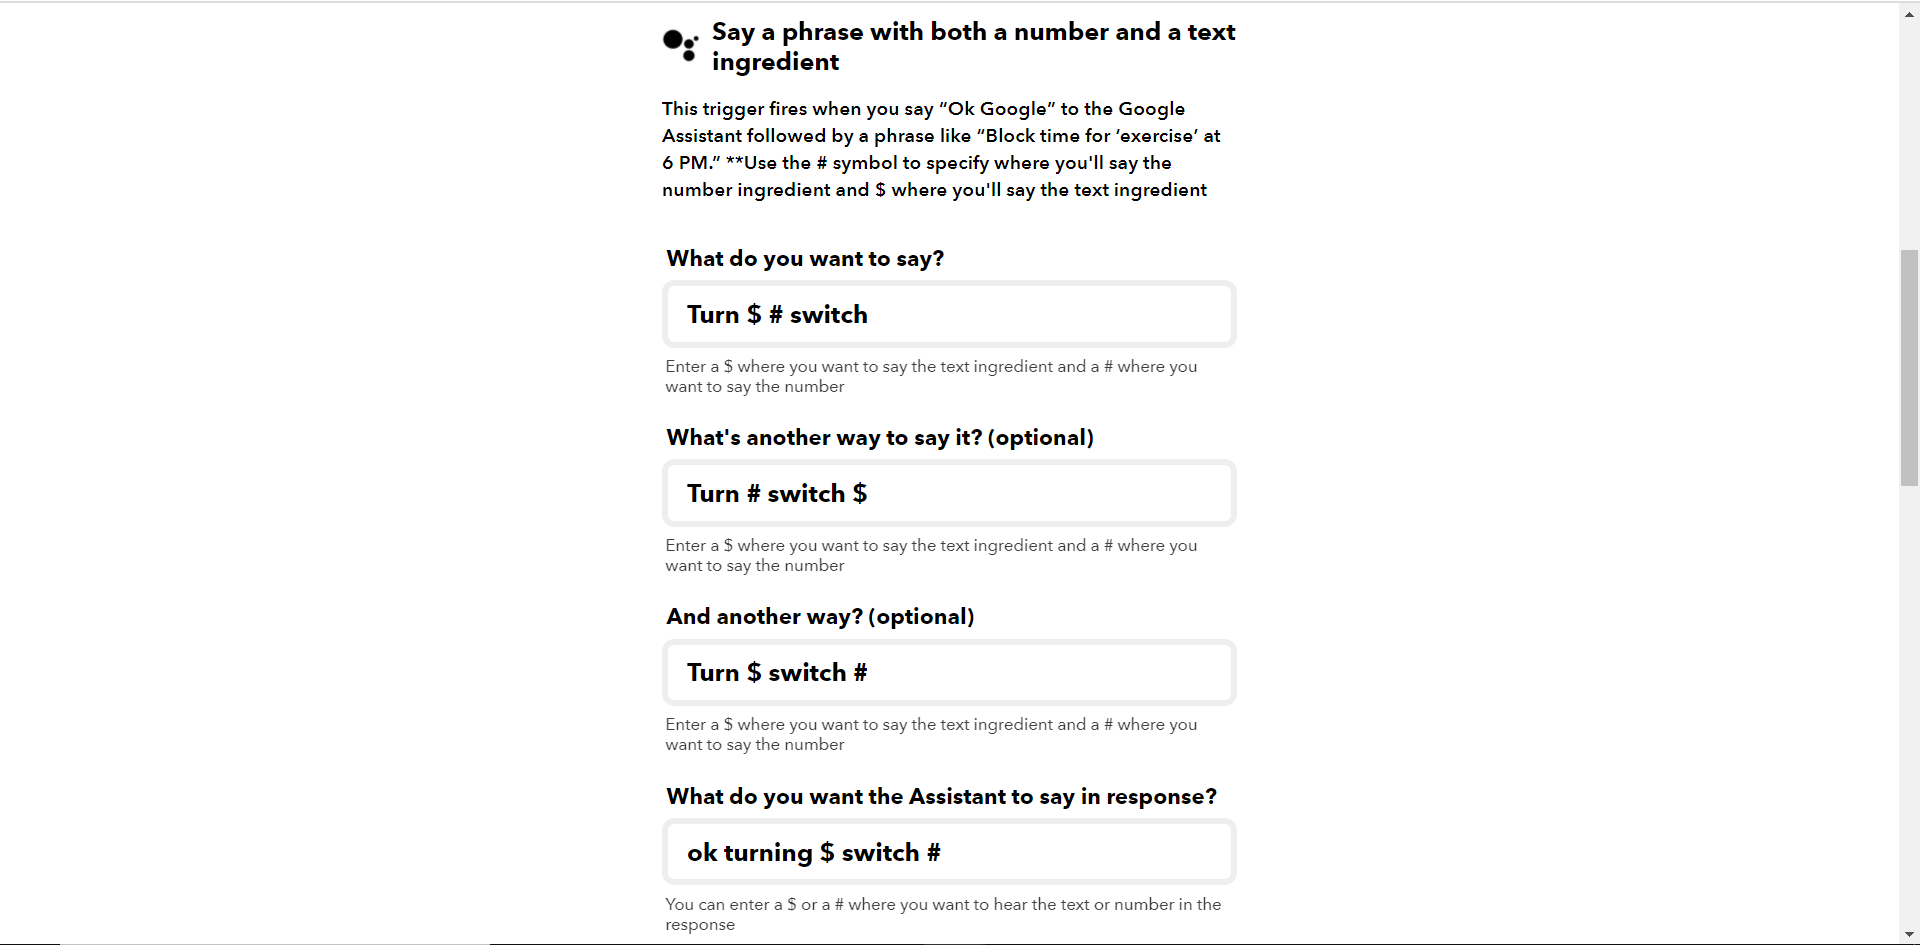 Say a phrase with both a number and a text
ingredient
This trigger fires when you say “Ok Google” to the Google
Assistant followed by a phrase like “Block time for ‘exercise’ at
6 PM.” **Use the # symbol to specify where you'll say the
number ingredient and $ where you'll say the text ingredient
What do you want to say?
Turn $ # switch
Enter a $ where you want to say the text ingredient and a # where you
want to say the number
What's another way to say it? (optional)
Turn # switch $
Enter a $ where you want to say the text ingredient and a # where you
want to say the number
And another way? (optional)
Turn $ switch #
Enter a $ where you want to say the text ingredient and a # where you
want to say the number
What do you want the Assistant to say in response?
ok turning $ switch #
You can enter a $ or a # where you want to hear the text or number in the
response